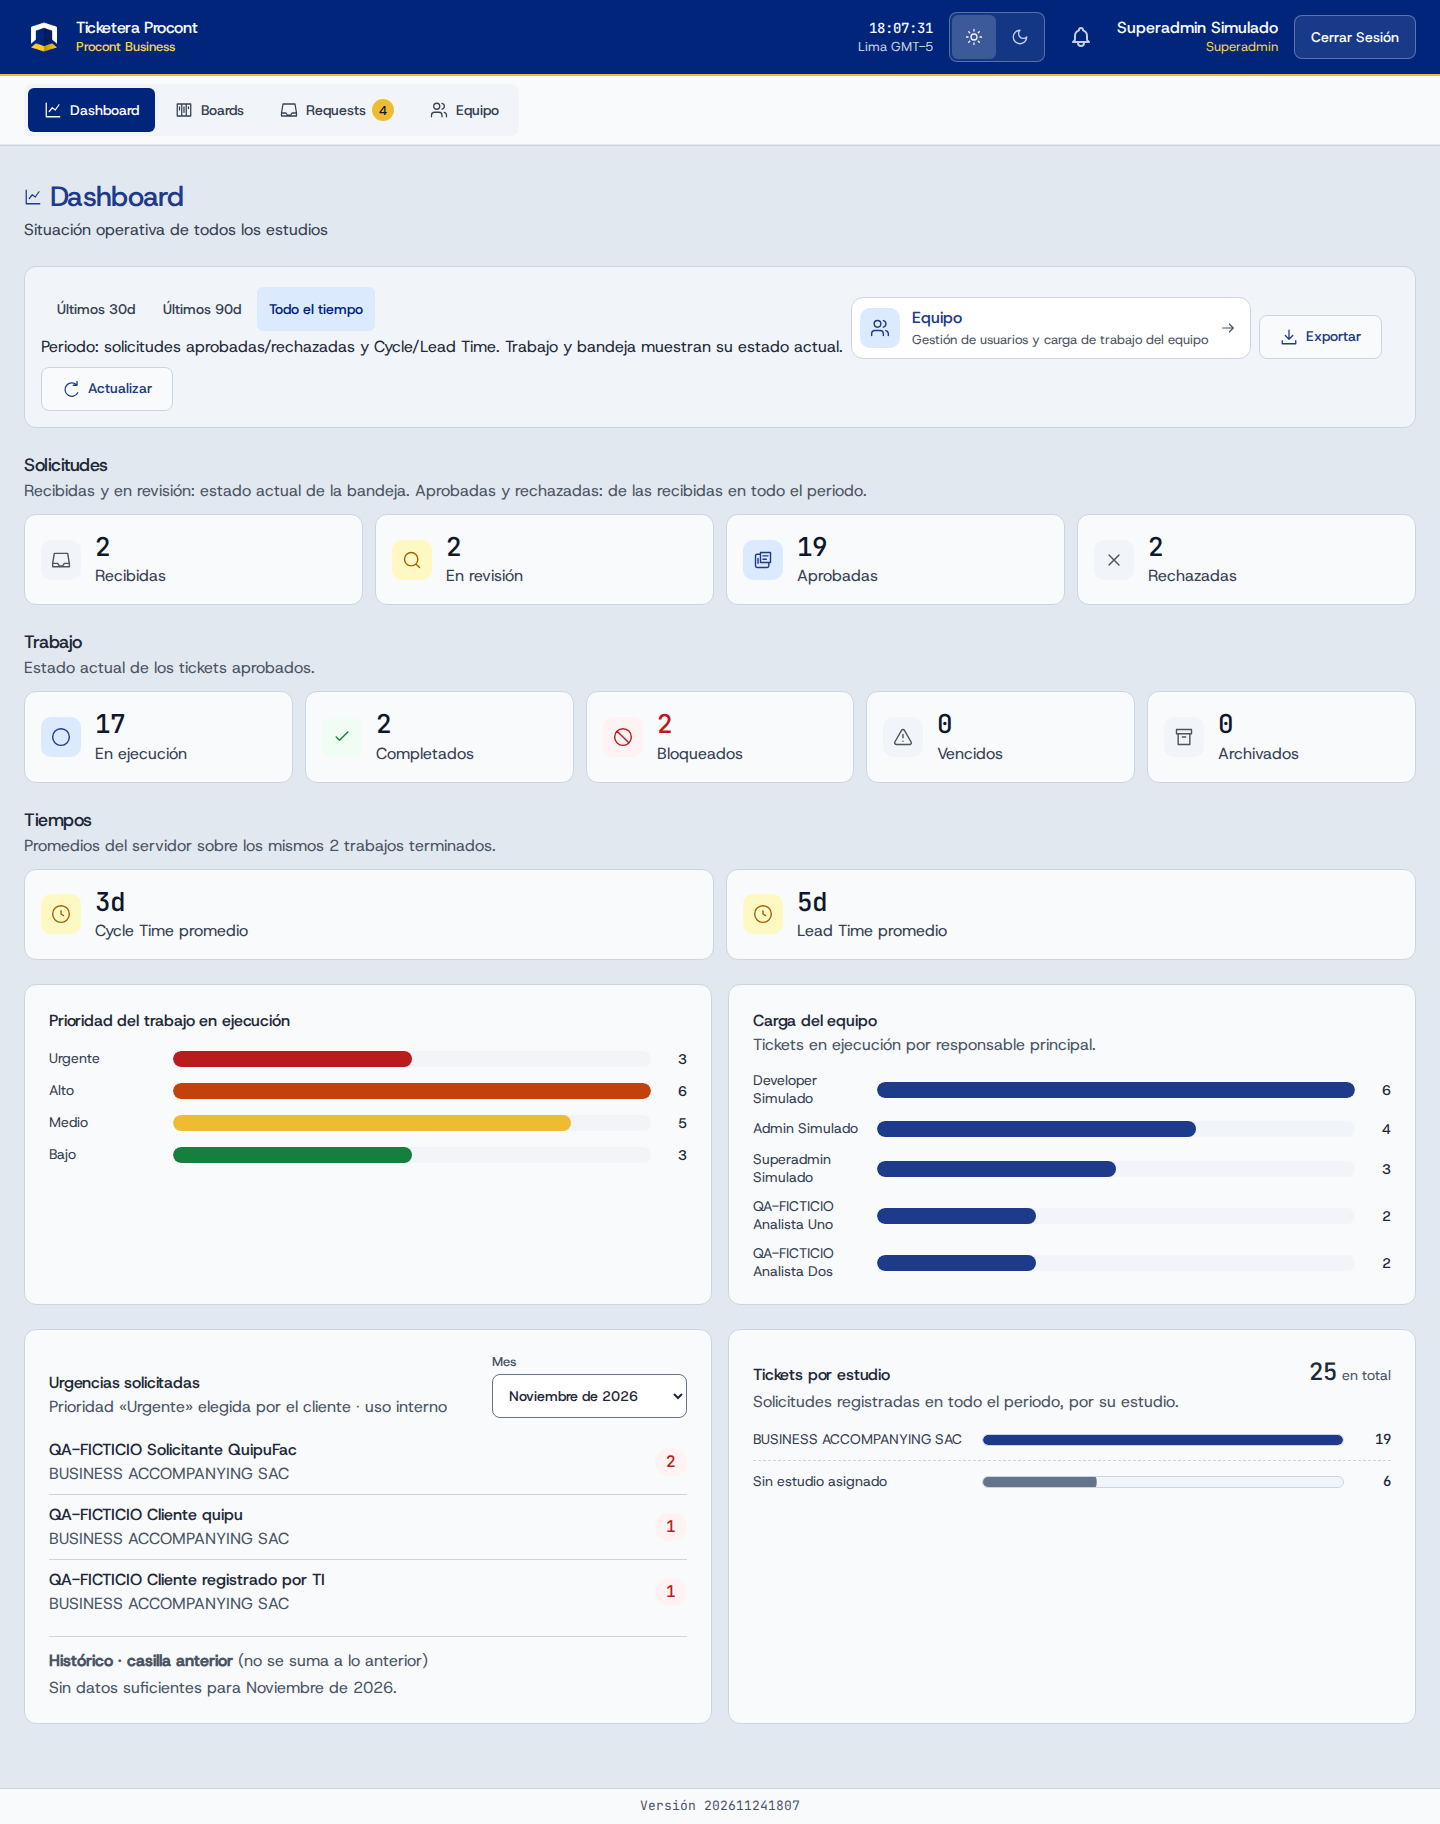 Ticketera Procont
Procont Business
18:07:31
Lima GMT-5
Superadmin Simulado
Superadmin
Cerrar Sesión
Dashboard
Boards
Requests 4
Equipo
Dashboard
Situación operativa de todos los estudios
Últimos 30d
Últimos 90d
Todo el tiempo
Periodo: solicitudes aprobadas/rechazadas y Cycle/Lead Time. Trabajo y bandeja muestran su estado actual.
Equipo
Gestión de usuarios y carga de trabajo del equipo
Exportar
Actualizar
Solicitudes
Recibidas y en revisión: estado actual de la bandeja. Aprobadas y rechazadas: de las recibidas en todo el periodo.
2
Recibidas
2
En revisión
19
Aprobadas
2
Rechazadas
Trabajo
Estado actual de los tickets aprobados.
17
En ejecución
2
Completados
2
Bloqueados
0
Vencidos
0
Archivados
Tiempos
Promedios del servidor sobre los mismos 2 trabajos terminados.
3d
Cycle Time promedio
5d
Lead Time promedio
Prioridad del trabajo en ejecución
Urgente 3
Alto 6
Medio 5
Bajo 3
Carga del equipo
Tickets en ejecución por responsable principal.
Developer
Simulado 6
Admin Simulado 4
Superadmin
Simulado 3
QA-FICTICIO
Analista Uno 2
QA-FICTICIO
Analista Dos 2
Urgencias solicitadas
Prioridad «Urgente» elegida por el cliente · uso interno
Mes
Noviembre de 2026
QA-FICTICIO Solicitante QuipuFac
BUSINESS ACCOMPANYING SAC
2
QA-FICTICIO Cliente quipu
BUSINESS ACCOMPANYING SAC
1
QA-FICTICIO Cliente registrado por TI
BUSINESS ACCOMPANYING SAC
1
Histórico · casilla anterior (no se suma a lo anterior)
Sin datos suficientes para Noviembre de 2026.
Tickets por estudio
25 en total
Solicitudes registradas en todo el periodo, por su estudio.
BUSINESS ACCOMPANYING SAC 19
Sin estudio asignado 6
Versión 202611241807